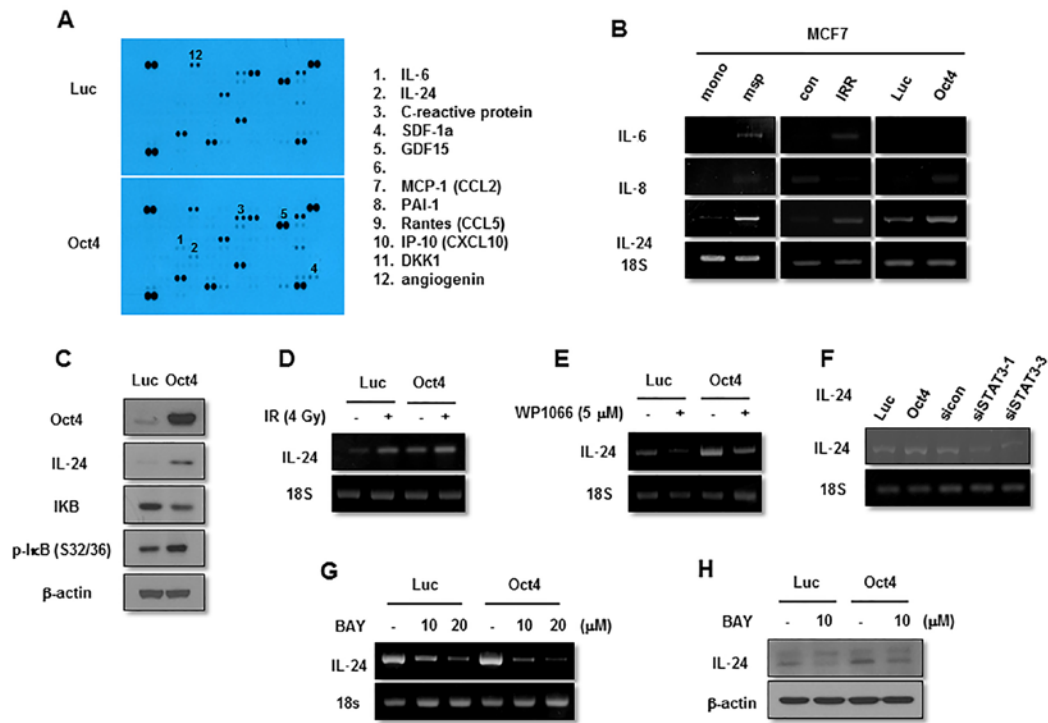 A
Luc
12
Oct4
3
5
1
2
4
1. IL-6
2. IL-24
3. C-reactive protein
4. SDF-1a
5. GDF15
6.
7. MCP-1 (CCL2)
8. PAI-1
9. Rantes (CCL5)
10. IP-10 (CXCL10)
11. DKK1
12. angiogenin
B
MCF7
mono msp con IRR Luc Oct4
IL-6
IL-8
IL-24
18S
C
Luc Oct4
Oct4
IL-24
IKB
p-IκB (S32/36)
β-actin
D
Luc Oct4
IR (4 Gy) - + - +
IL-24
18S
E
Luc Oct4
WP1066 (5 μM) - + - +
IL-24
18S
F
IL-24 Luc Oct4 sicon siSTAT3-1 siSTAT3-3
IL-24
18S
G
Luc Oct4
BAY - 10 20 - 10 20 (μM)
IL-24
18s
H
Luc Oct4
BAY - 10 - 10 (μM)
IL-24
β-actin